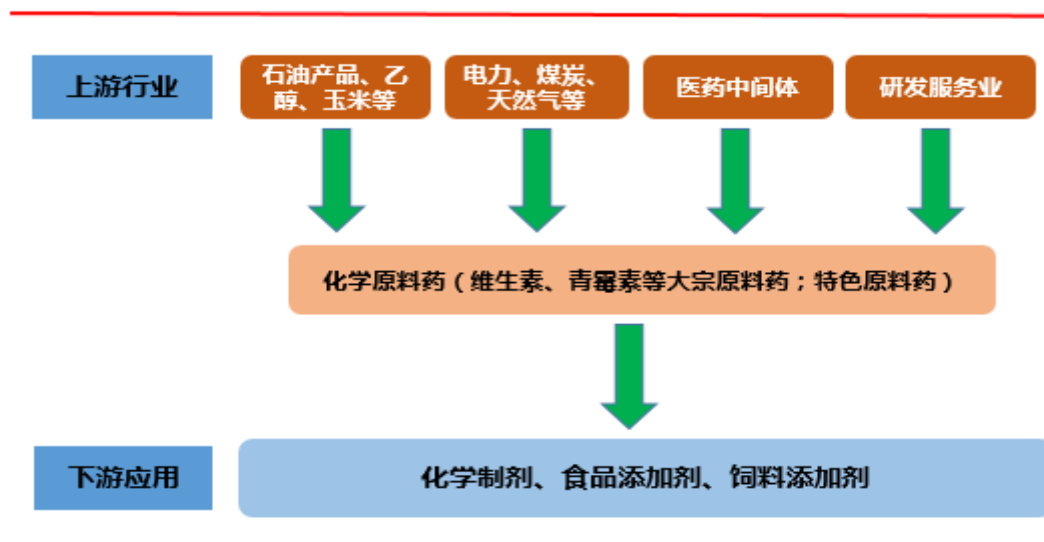 上游行业
石油产品、乙
醇、玉米等
电力、煤炭、
天然气等
医药中间体
研发服务业
化学原料药（维生素、青霉素等大宗原料药；特色原料药）
下游应用
化学制剂、食品添加剂、饲料添加剂